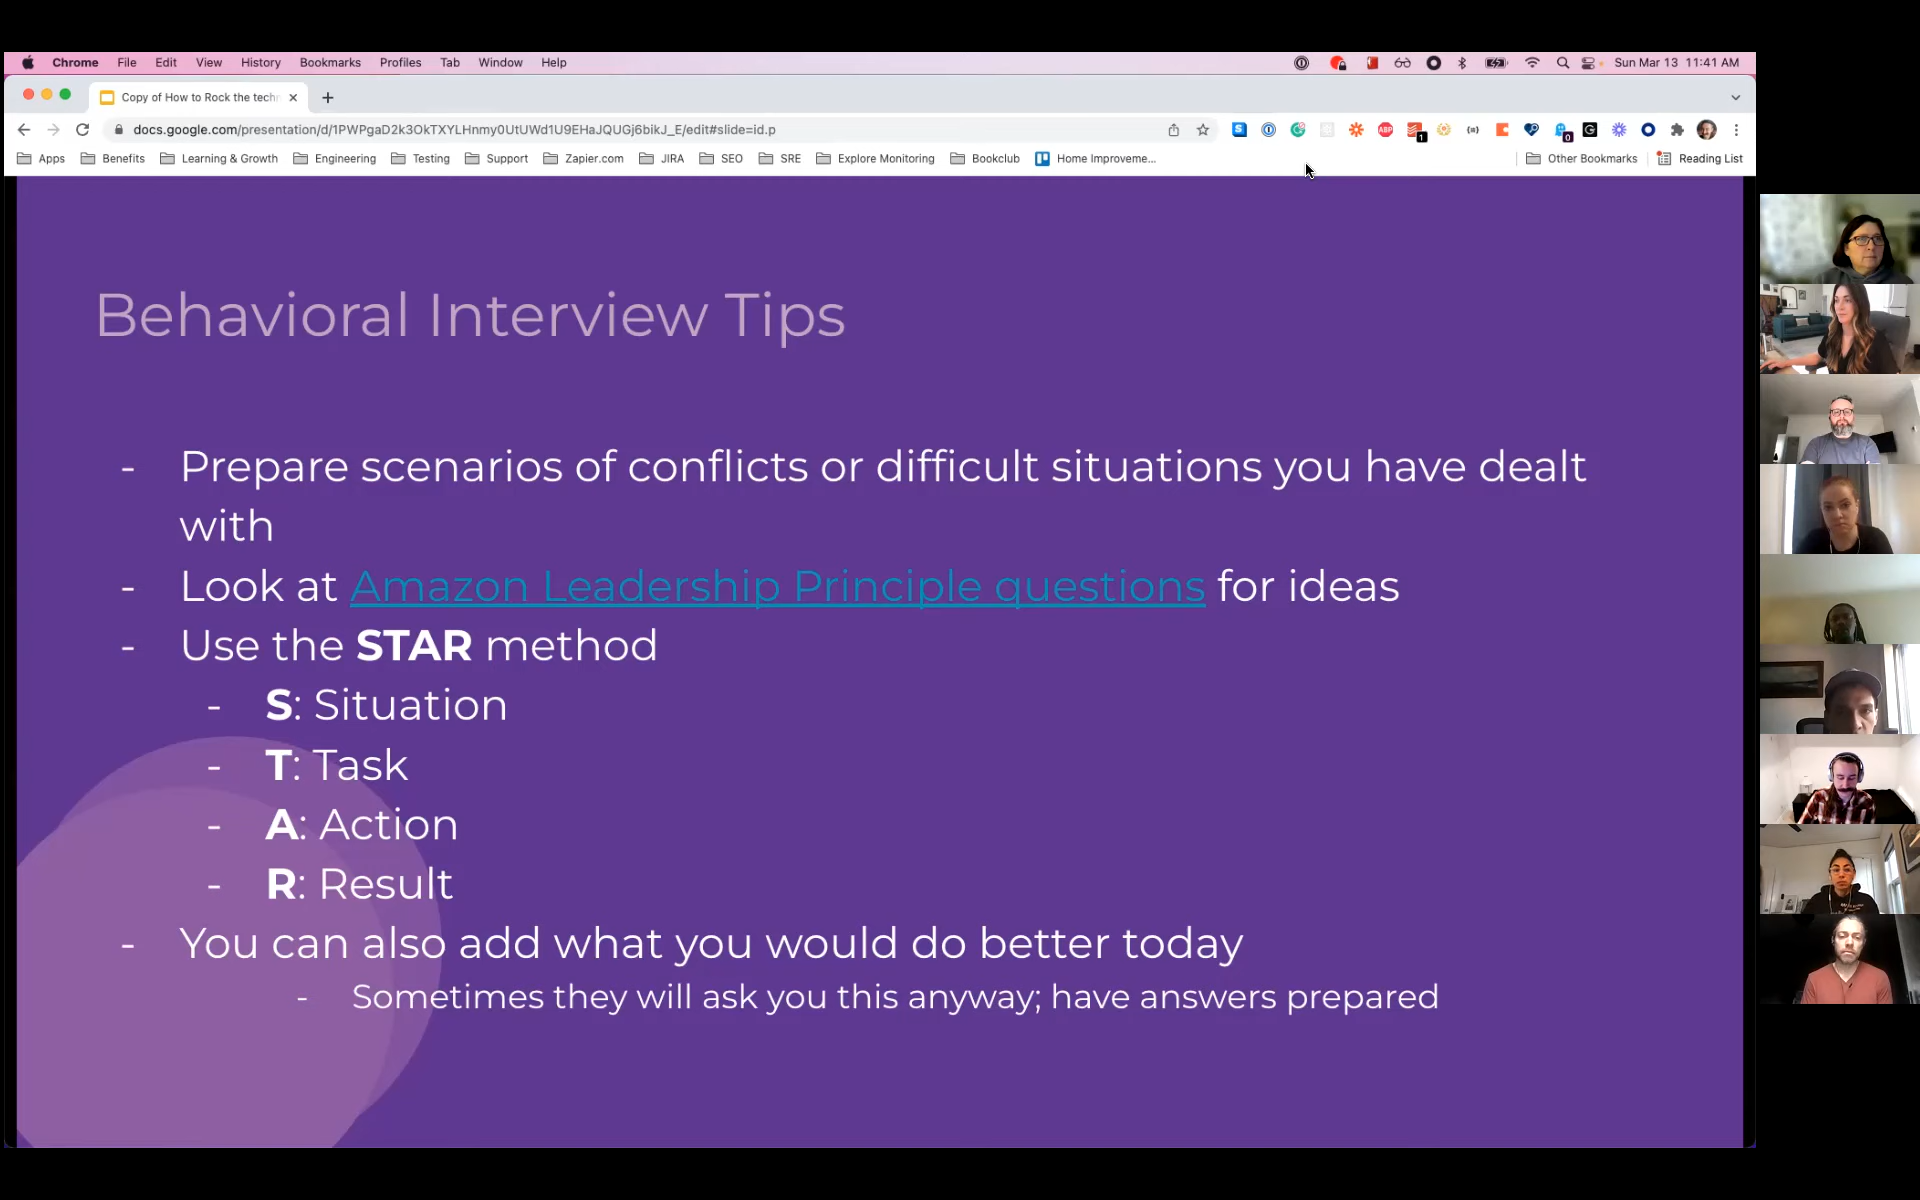 Chrome File Edit View History Bookmarks Profiles Tab Window Help Sun Mar 13 11:41 AM
Copy of How to Rock the techn
docs.google.com/presentation/d/1PWPgaD2k3OkTXYLHnmy0UtUWd1U9EHaJQUGj6bikJ_E/edit#slide=id.p
Apps Benefits Learning & Growth Engineering Testing Support Zapier.com JIRA SEO SRE Explore Monitoring Bookclub Home Improveme... Other Bookmarks Reading List
Behavioral Interview Tips
- Prepare scenarios of conflicts or difficult situations you have dealt
with
- Look at Amazon Leadership Principle questions for ideas
- Use the STAR method
- S: Situation
- T: Task
- A: Action
- R: Result
- You can also add what you would do better today
- Sometimes they will ask you this anyway; have answers prepared